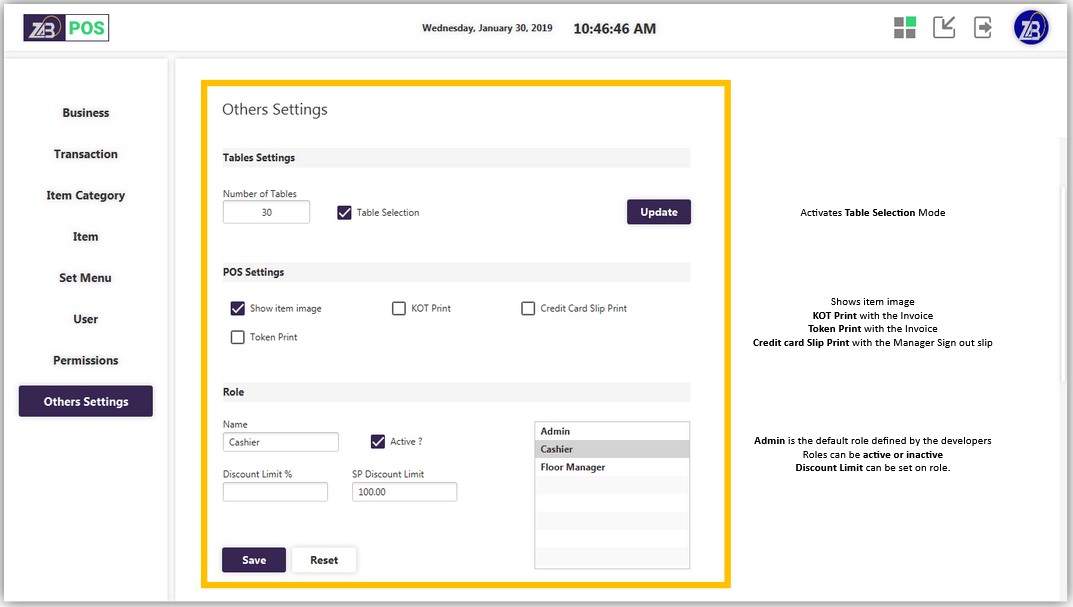 ZB POS
Wednesday, January 30, 2019
10:46:46 AM
ZB
Business
Transaction
Item Category
Item
Set Menu
User
Permissions
Others Settings
Others Settings
Tables Settings
Number of Tables
30
Table Selection
Update
Activates Table Selection Mode
POS Settings
Show item image
KOT Print
Credit Card Slip Print
Token Print
Shows item image
KOT Print with the Invoice
Token Print with the Invoice
Credit card Slip Print with the Manager Sign out slip
Role
Name
Cashier
Active ?
Discount Limit %
SP Discount Limit
100.00
Admin
Cashier
Floor Manager
Admin is the default role defined by the developers
Roles can be active or inactive
Discount Limit can be set on role.
Save
Reset